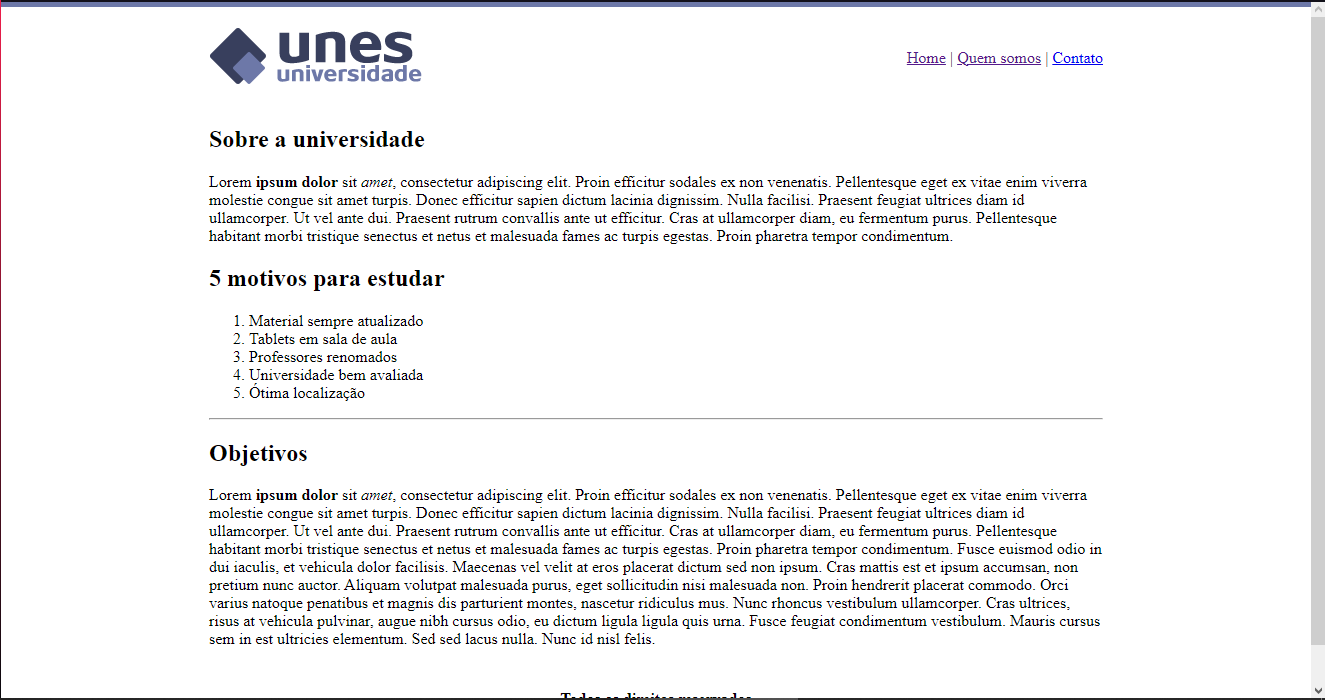 unes
universidade
Home | Quem somos | Contato
Sobre a universidade
Lorem ipsum dolor sit amet, consectetur adipiscing elit. Proin efficitur sodales ex non venenatis. Pellentesque eget ex vitae enim viverra
molestie congue sit amet turpis. Donec efficitur sapien dictum lacinia dignissim. Nulla facilisi. Praesent feugiat ultrices diam id
ullamcorper. Ut vel ante dui. Praesent rutrum convallis ante ut efficitur. Cras at ullamcorper diam, eu fermentum purus. Pellentesque
habitant morbi tristique senectus et netus et malesuada fames ac turpis egestas. Proin pharetra tempor condimentum.
5 motivos para estudar
1. Material sempre atualizado
2. Tablets em sala de aula
3. Professores renomados
4. Universidade bem avaliada
5. Ótima localização
Objetivos
Lorem ipsum dolor sit amet, consectetur adipiscing elit. Proin efficitur sodales ex non venenatis. Pellentesque eget ex vitae enim viverra
molestie congue sit amet turpis. Donec efficitur sapien dictum lacinia dignissim. Nulla facilisi. Praesent feugiat ultrices diam id
ullamcorper. Ut vel ante dui. Praesent rutrum convallis ante ut efficitur. Cras at ullamcorper diam, eu fermentum purus. Pellentesque
habitant morbi tristique senectus et netus et malesuada fames ac turpis egestas. Proin pharetra tempor condimentum. Fusce euismod odio in
dui iaculis, et vehicula dolor facilisis. Maecenas vel velit at eros placerat dictum sed non ipsum. Cras mattis est et ipsum accumsan, non
pretium nunc auctor. Aliquam volutpat malesuada purus, eget sollicitudin nisi malesuada non. Proin hendrerit placerat commodo. Orci
varius natoque penatibus et magnis dis parturient montes, nascetur ridiculus mus. Nunc rhoncus vestibulum ullamcorper. Cras ultrices,
risus at vehicula pulvinar, augue nibh cursus odio, eu dictum ligula ligula quis urna. Fusce feugiat condimentum vestibulum. Mauris cursus
sem in est ultricies elementum. Sed sed lacus nulla. Nunc id nisl felis.
Todos os direitos reservados